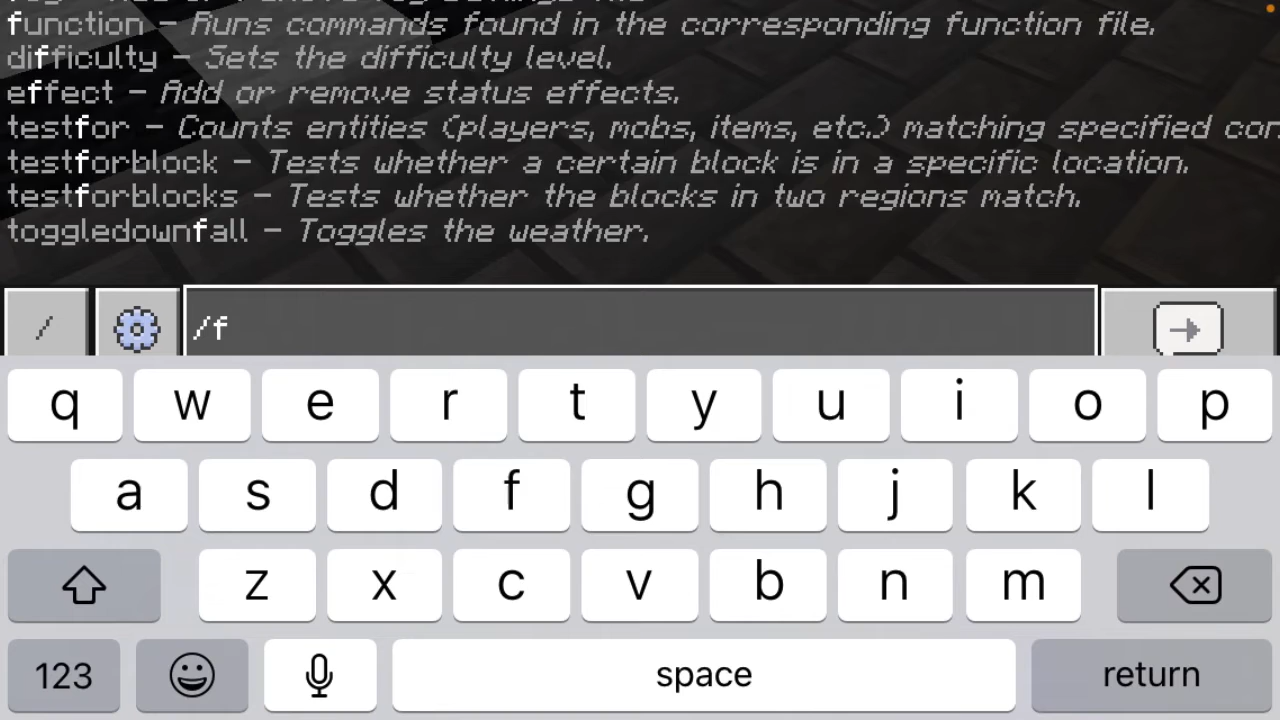 function - Runs commands found in the corresponding function file.
difficulty - Sets the difficulty level.
effect - Add or remove status effects.
testfor - Counts entities (players, mobs, items, etc.) matching specified con
testforblock - Tests whether a certain block is in a specific location.
testforblocks - Tests whether the blocks in two regions match.
toggledownfall - Toggles the weather.
/ /f
q w e r t y u i o p
a s d f g h j k l
z x c v b n m
123 space return